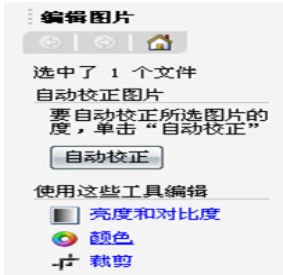 编辑图片
选中了 1 个文件
自动校正图片
要自动校正所选图片的
度，单击“自动校正”
自动校正
使用这些工具编辑
亮度和对比度
颜色
裁剪